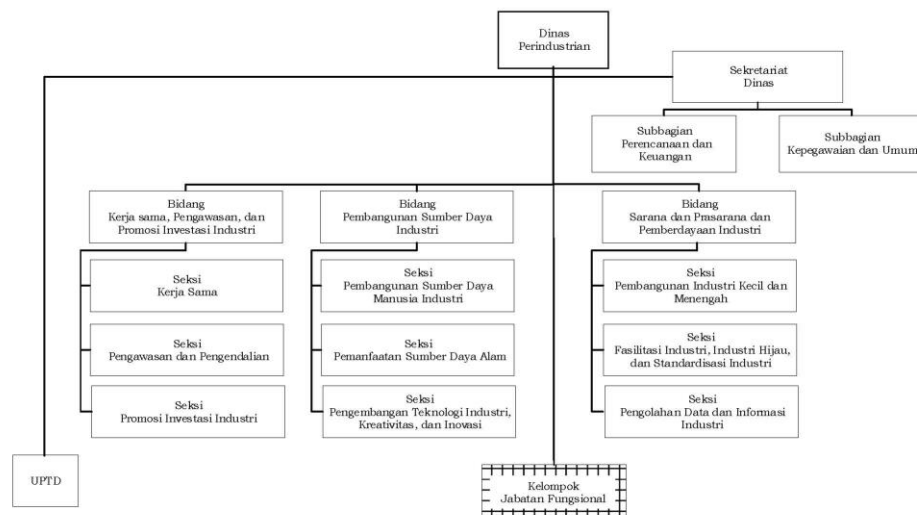 Dinas
Perindustrian
Sekretariat
Dinas
Subbagian
Perencanaan dan
Keuangan
Subbagian
Kepegawaian dan Umum
Bidang
Kerja sama, Pengawasan, dan
Promosi Investasi Industri
Bidang
Pembangunan Sumber Daya
Industri
Bidang
Sarana dan Prasarana dan
Pemberdayaan Industri
Seksi
Kerja Sama
Seksi
Pembangunan Sumber Daya
Manusia Industri
Seksi
Pembangunan Industri Kecil dan
Menengah
Seksi
Pengawasan dan Pengendalian
Seksi
Pemanfaatan Sumber Daya Alam
Seksi
Fasilitasi Industri, Industri Hijau,
dan Standardisasi Industri
Seksi
Promosi Investasi Industri
Seksi
Pengembangan Teknologi Industri,
Kreativitas, dan Inovasi
Seksi
Pengolahan Data dan Informasi
Industri
UPTD
Kelompok
Jabatan Fungsional